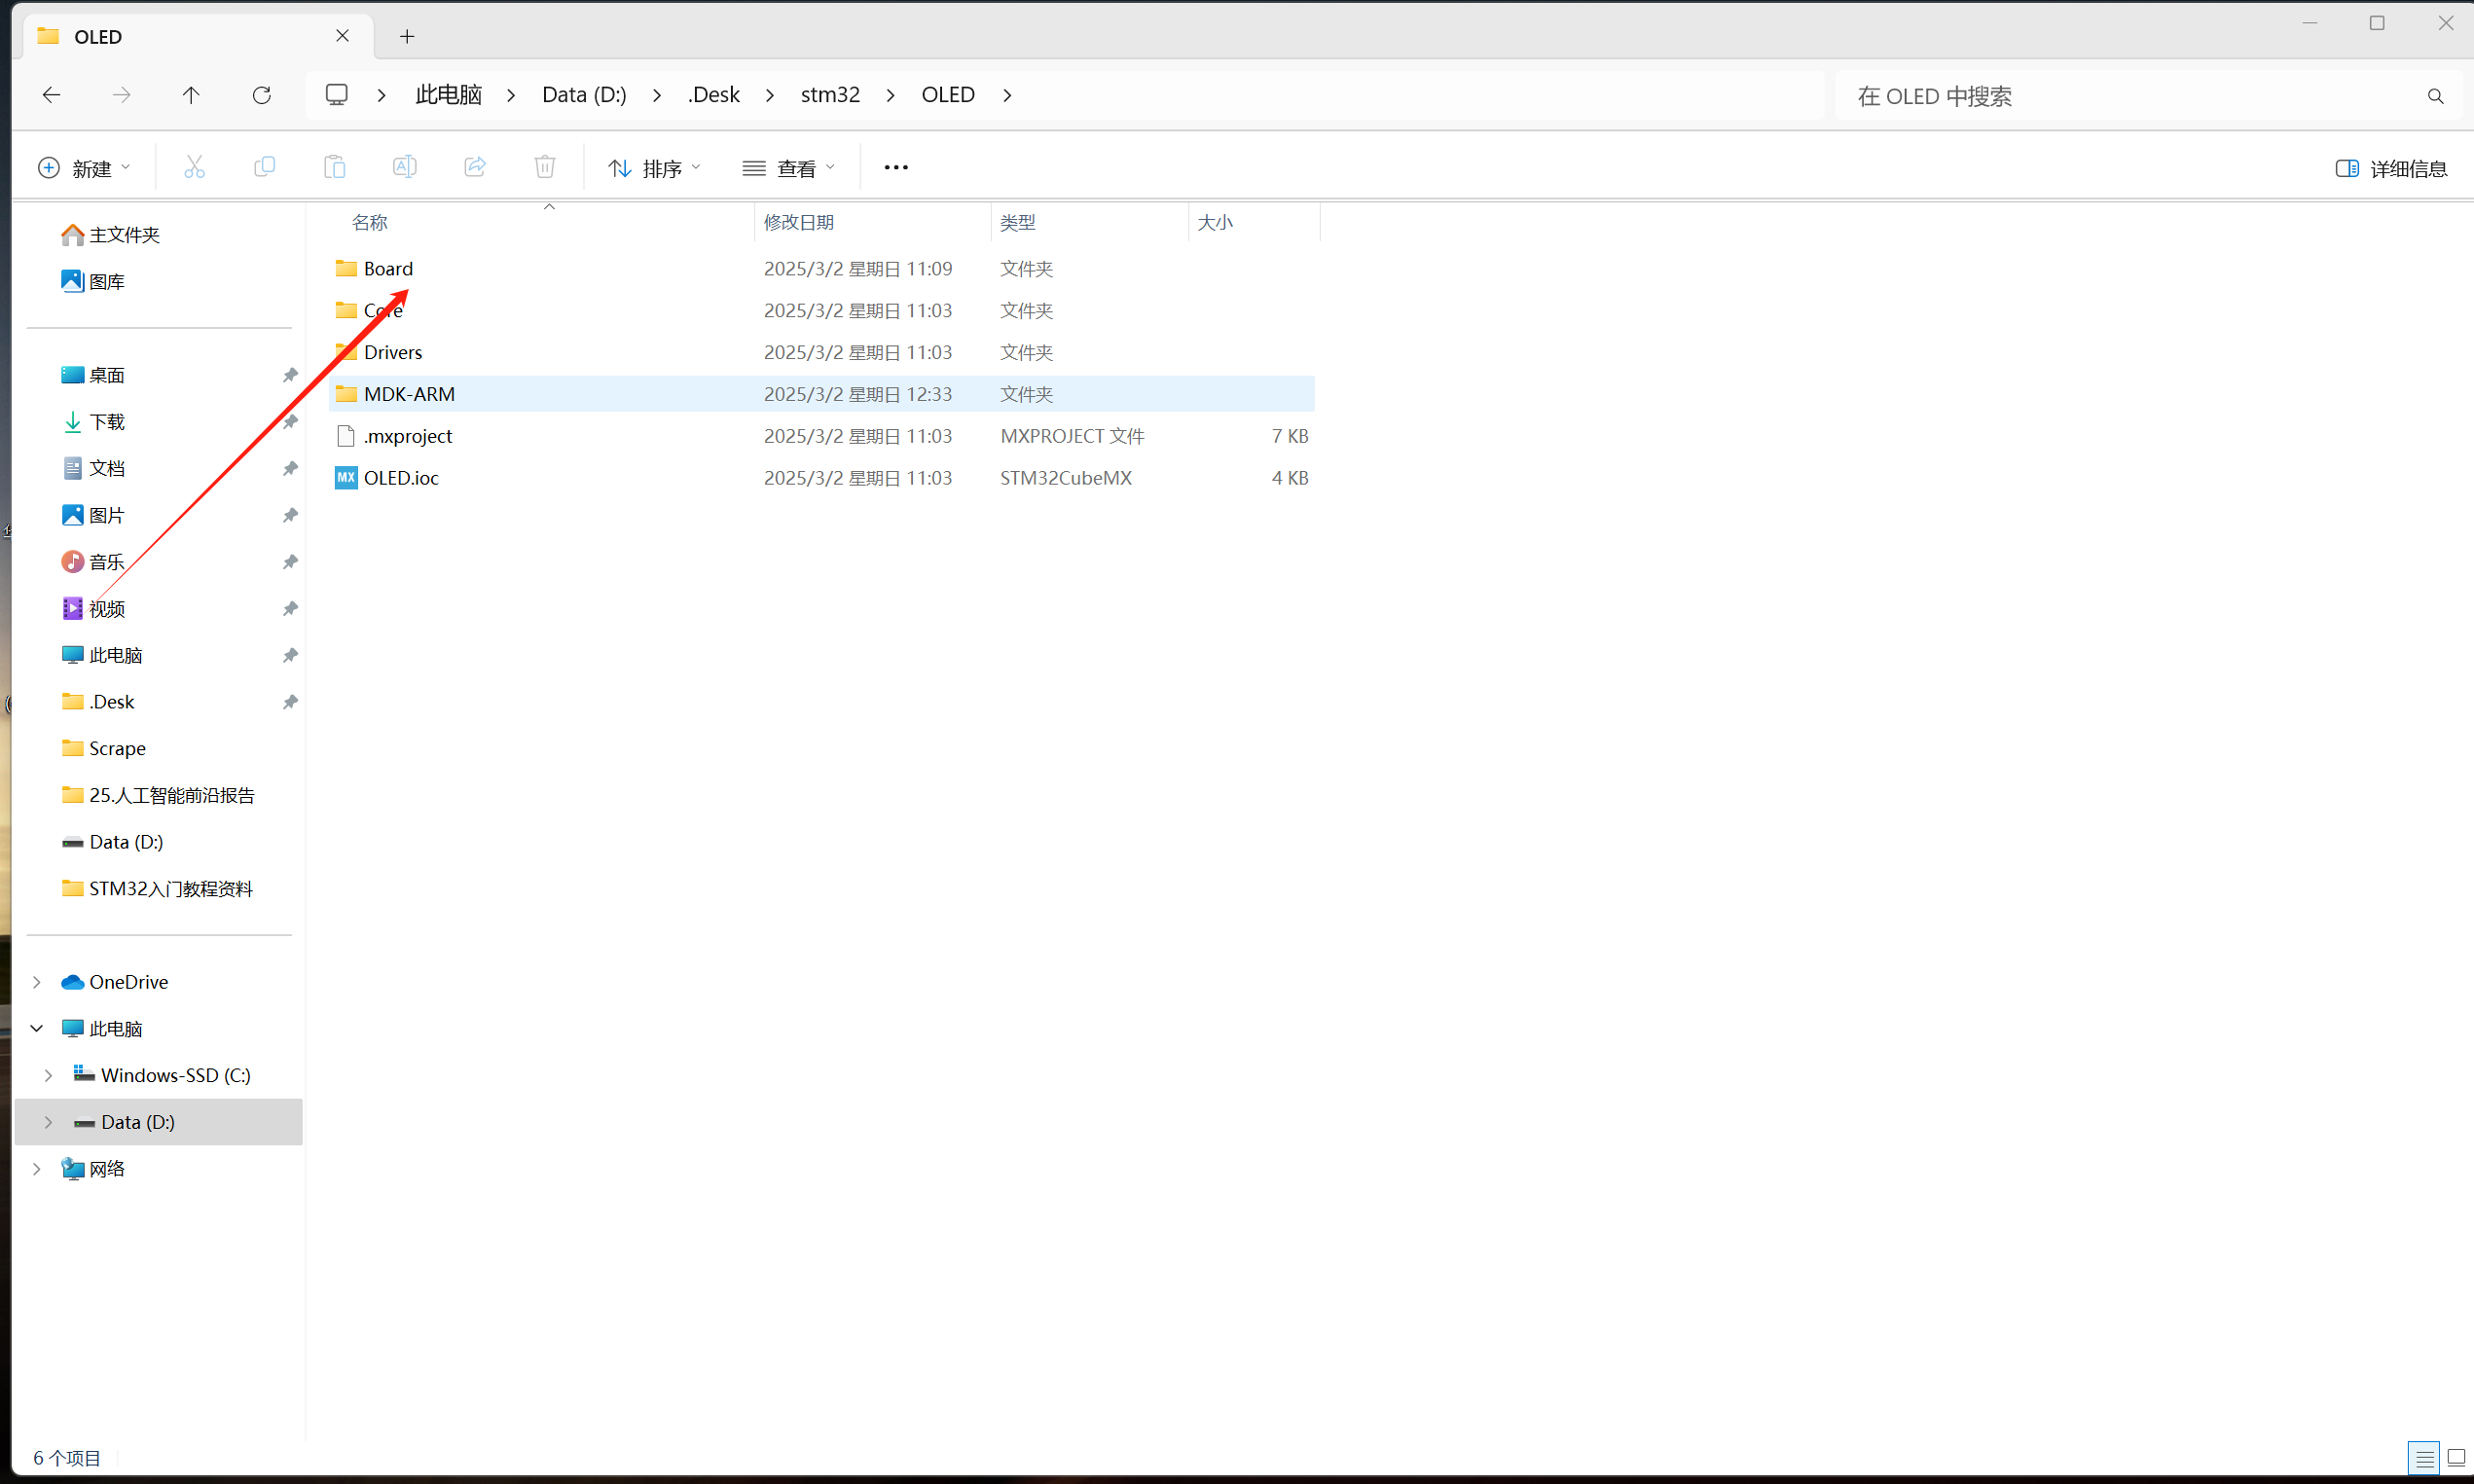 OLED
此电脑 Data (D:) .Desk stm32 OLED
在 OLED 中搜索
新建 排序 查看 详细信息
主文件夹
图库
桌面
下载
文档
图片
音乐
视频
此电脑
.Desk
Scrape
25.人工智能前沿报告
Data (D:)
STM32入门教程资料
OneDrive
此电脑
Windows-SSD (C:)
Data (D:)
网络
名称 修改日期 类型 大小
Board 2025/3/2 星期日 11:09 文件夹
Core 2025/3/2 星期日 11:03 文件夹
Drivers 2025/3/2 星期日 11:03 文件夹
MDK-ARM 2025/3/2 星期日 12:33 文件夹
.mxproject 2025/3/2 星期日 11:03 MXPROJECT 文件 7 KB
MX OLED.ioc 2025/3/2 星期日 11:03 STM32CubeMX 4 KB
6 个项目